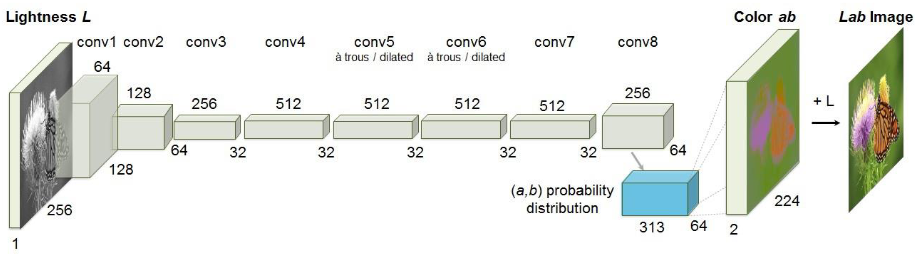 Lightness L
Color ab
Lab Image
conv1
conv2
conv3
conv4
conv5
à trous / dilated
conv6
à trous / dilated
conv7
conv8
64
128
256
512
512
512
512
256
+ L
128
64
32
32
32
32
32
64
256
1
(a,b) probability
distribution
313
64
2
224